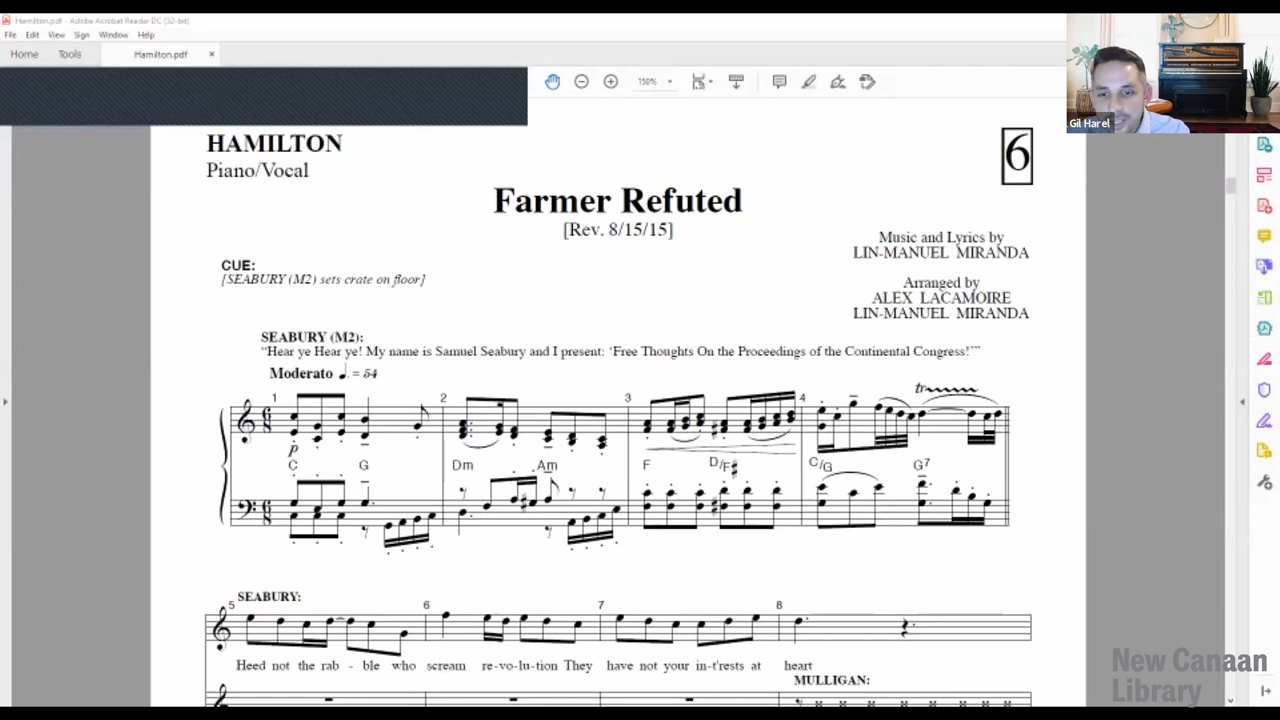 Hamilton.pdf - Adobe Acrobat Reader DC (32-bit)
File Edit View Sign Window Help
Home Tools Hamilton.pdf ×
150%
Gil Harel
HAMILTON
Piano/Vocal
6
Farmer Refuted
[Rev. 8/15/15]
Music and Lyrics by
LIN-MANUEL MIRANDA
Arranged by
ALEX LACAMOIRE
LIN-MANUEL MIRANDA
CUE:
[SEABURY (M2) sets crate on floor]
SEABURY (M2):
“Hear ye Hear ye! My name is Samuel Seabury and I present: ‘Free Thoughts On the Proceedings of the Continental Congress!’”
Moderato ♩. = 54
1 2 3 4
tr
p
C G Dm Am F D/F♯ C/G G7
SEABURY:
5 6 7 8
Heed not the rab - ble who scream re-vo-lu-tion They have not your in-t'rests at heart
MULLIGAN:
New Canaan
Library